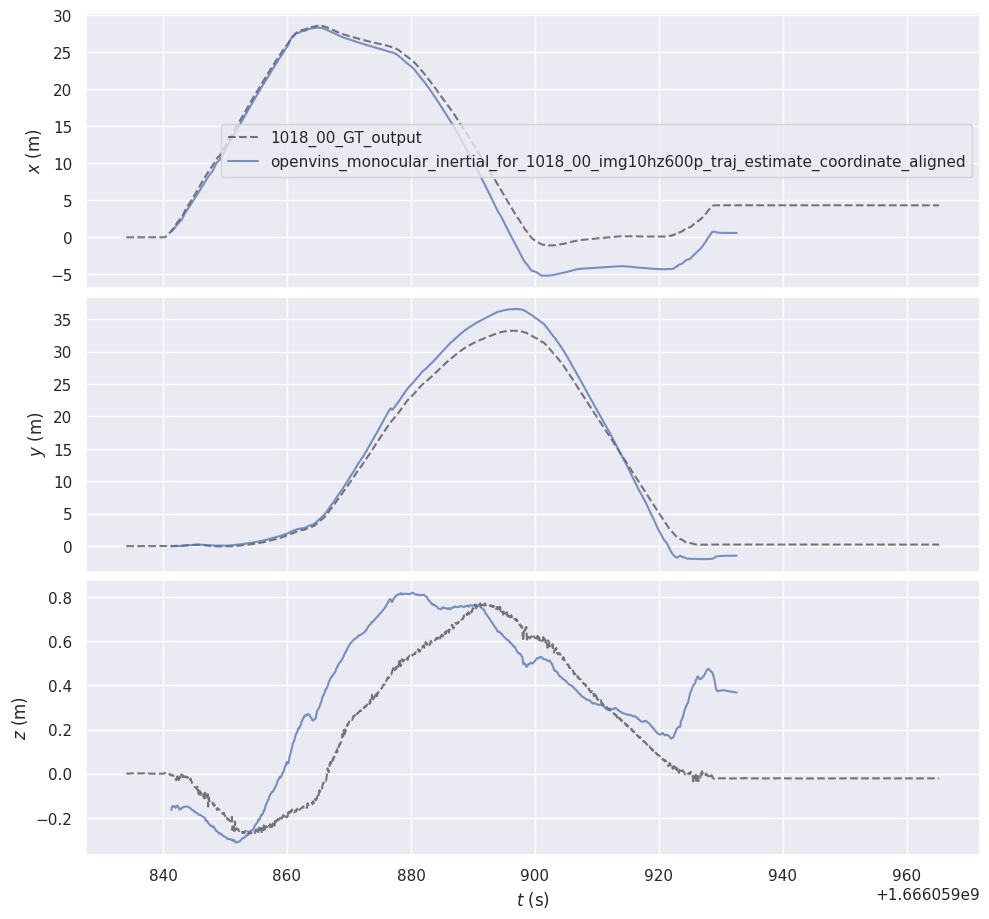 30
25
20
15
10
5
0
−5
x (m)
1018_00_GT_output
openvins_monocular_inertial_for_1018_00_img10hz600p_traj_estimate_coordinate_aligned
35
30
25
20
15
10
5
0
y (m)
0.8
0.6
0.4
0.2
0.0
−0.2
z (m)
840 860 880 900 920 940 960
t (s)
+1.666059e9